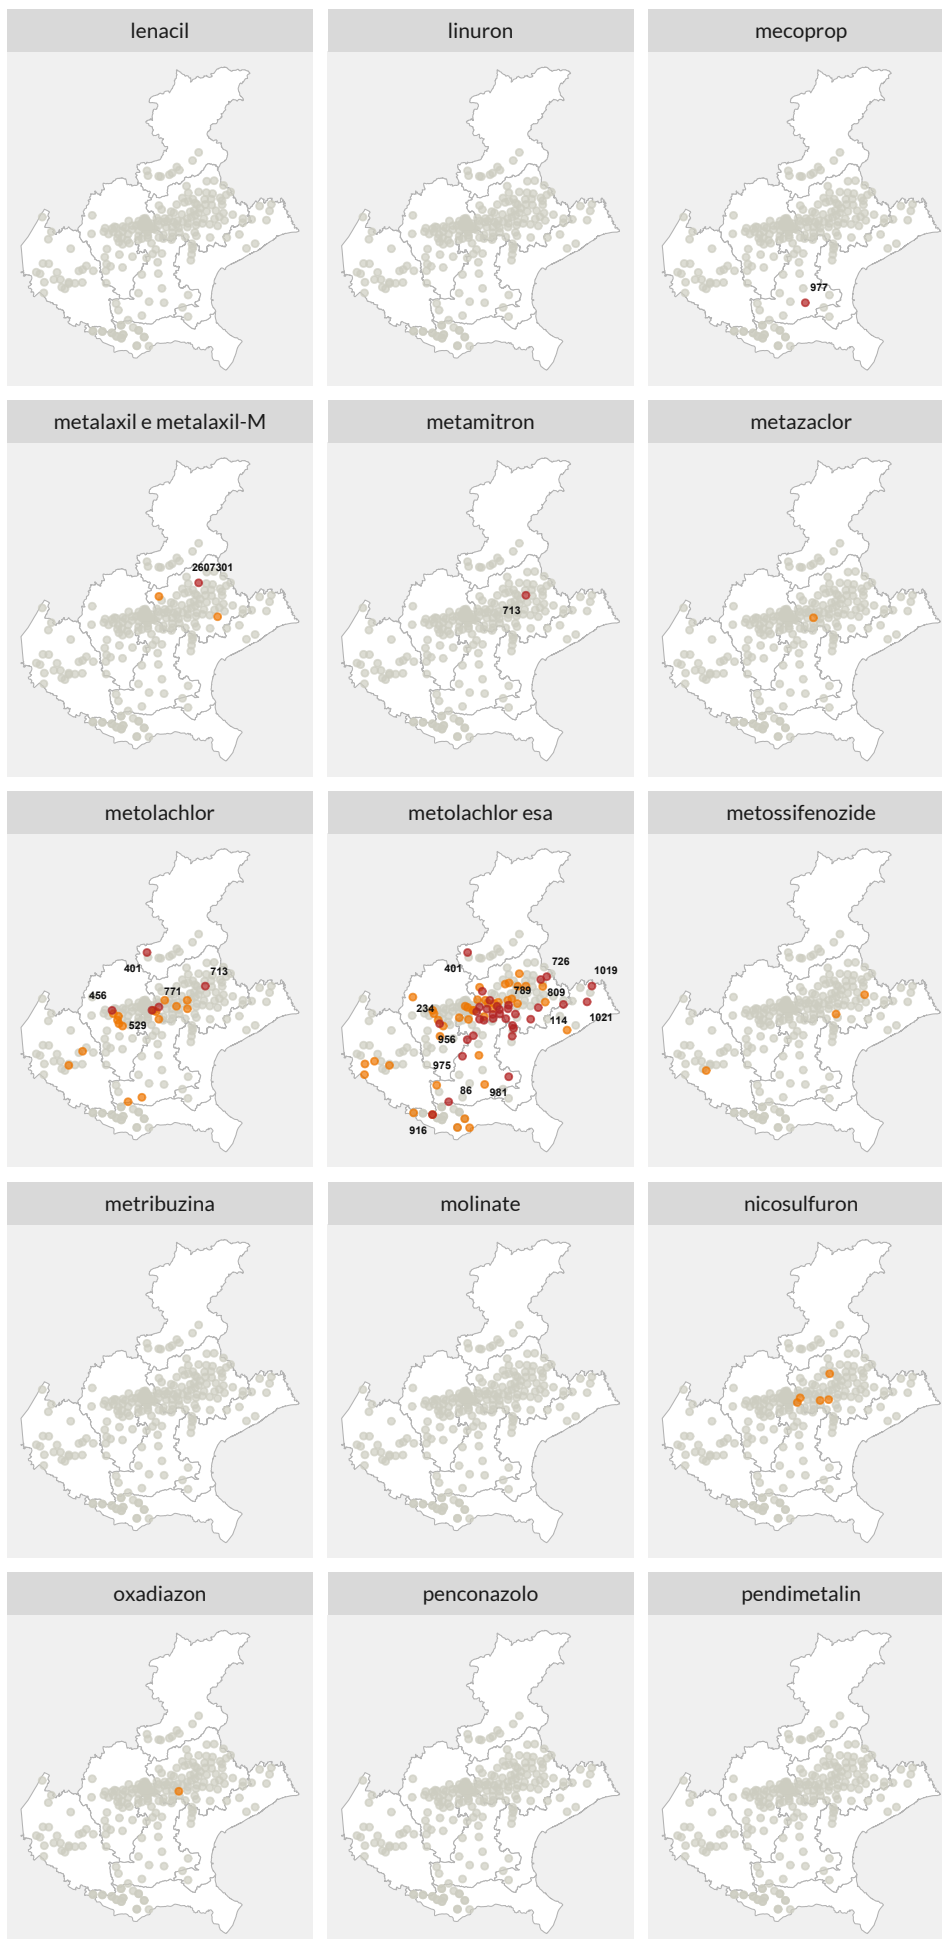 lenacil
linuron
mecoprop
977
metalaxil e metalaxil-M
metamitron
metazaclor
2607301
713
metolachlor
metolachlor esa
metossifenozide
401
713
771
456
529
401
726
1019
789
809
234
114
1021
956
975
86
981
916
metribuzina
molinate
nicosulfuron
oxadiazon
penconazolo
pendimetalin